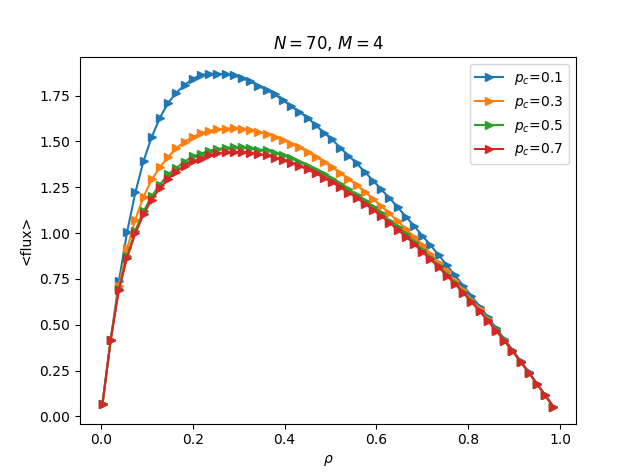 N = 70, M = 4
<flux>
1.75
1.50
1.25
1.00
0.75
0.50
0.25
0.00
p_c=0.1
p_c=0.3
p_c=0.5
p_c=0.7
0.0 0.2 0.4 0.6 0.8 1.0
ρ